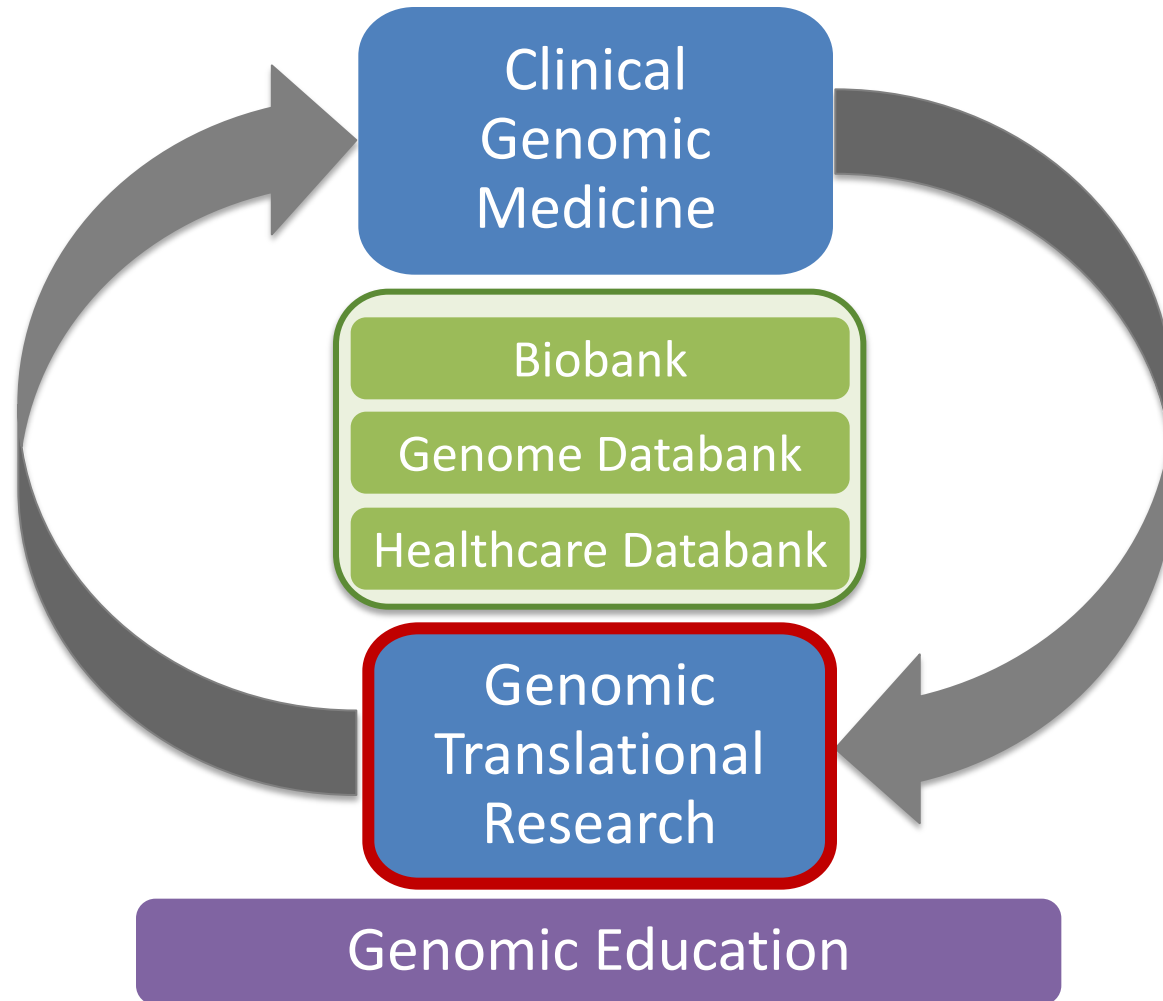 Clinical
Genomic
Medicine
Biobank
Genome Databank
Healthcare Databank
Genomic
Translational
Research
Genomic Education